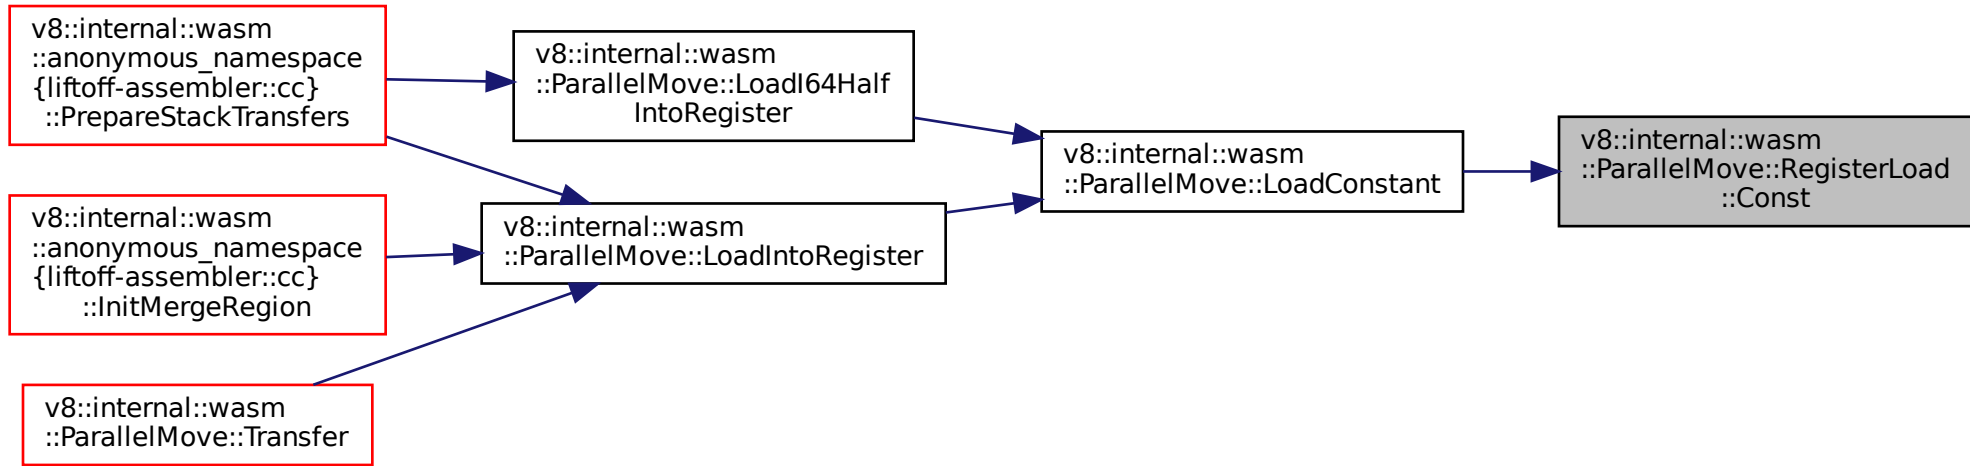 v8::internal::wasm
::anonymous_namespace
{liftoff-assembler::cc}
::PrepareStackTransfers
v8::internal::wasm
::anonymous_namespace
{liftoff-assembler::cc}
::InitMergeRegion
v8::internal::wasm
::ParallelMove::Transfer
v8::internal::wasm
::ParallelMove::LoadI64Half
IntoRegister
v8::internal::wasm
::ParallelMove::LoadIntoRegister
v8::internal::wasm
::ParallelMove::LoadConstant
v8::internal::wasm
::ParallelMove::RegisterLoad
::Const